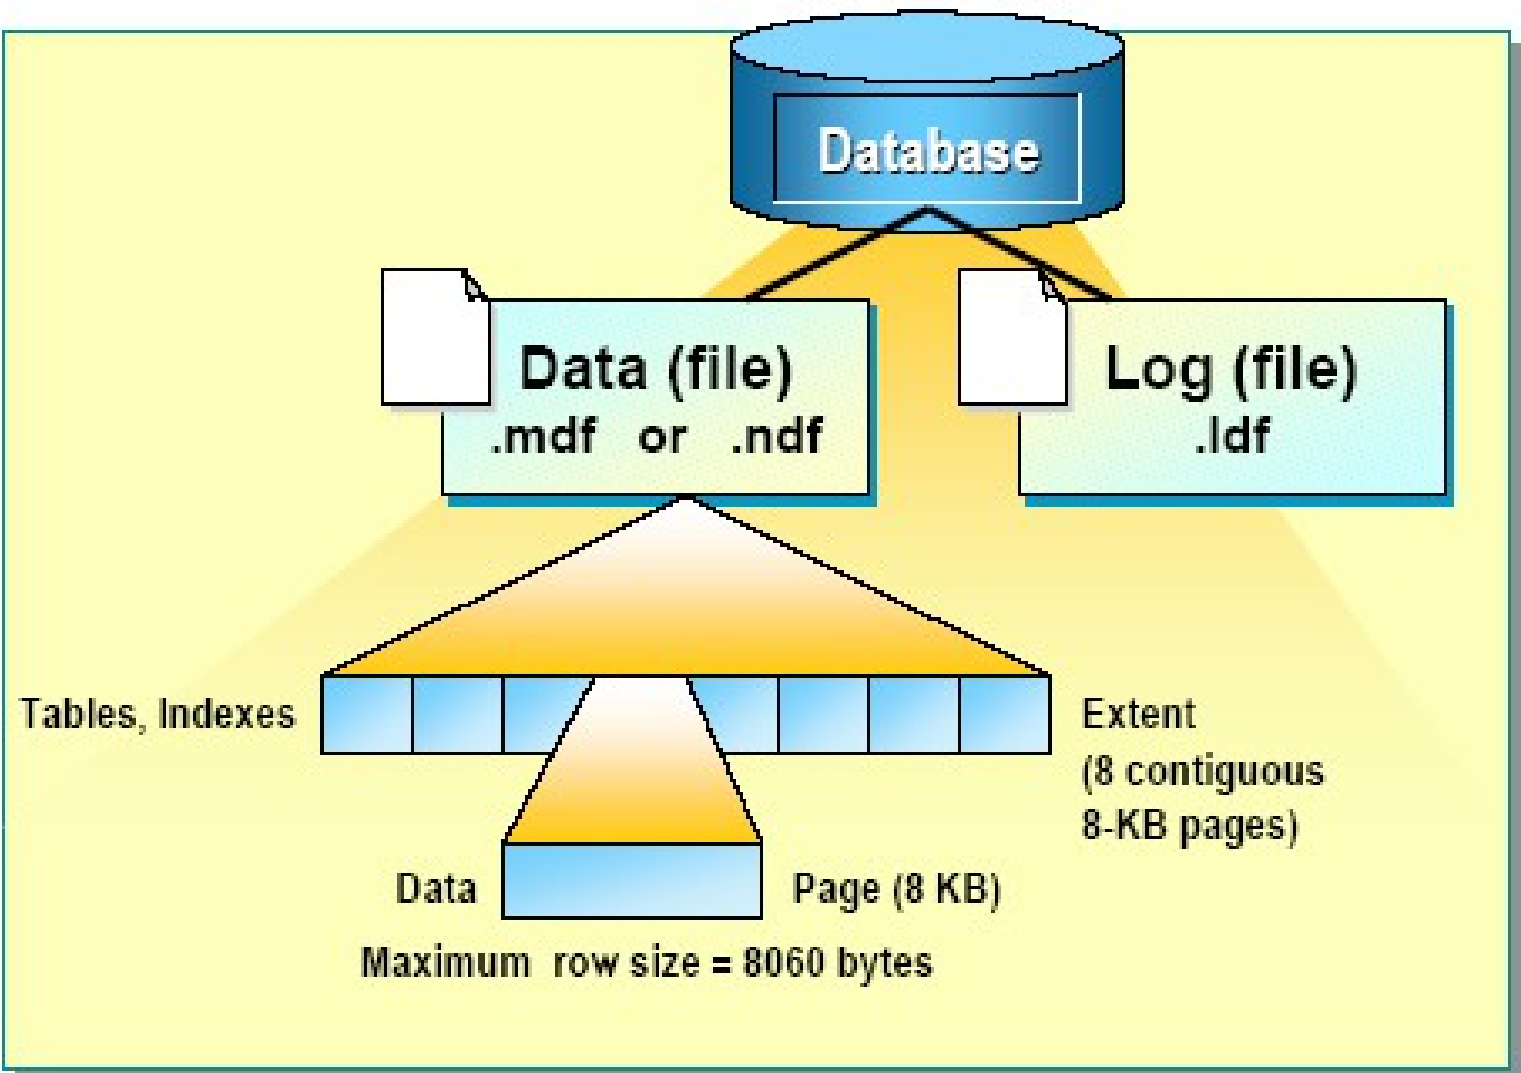 Database
Data (file)
.mdf or .ndf
Log (file)
.ldf
Tables, Indexes
Extent
(8 contiguous
8-KB pages)
Data
Page (8 KB)
Maximum row size = 8060 bytes